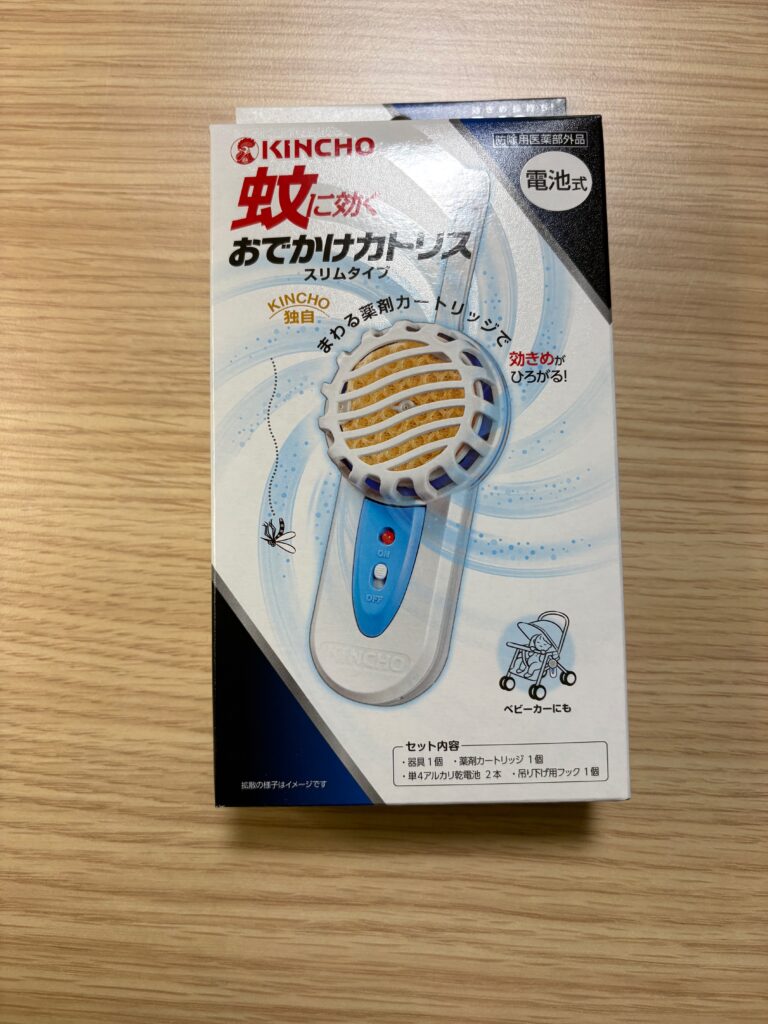 効きめ長持ち
KINCHO
防除用医薬部外品
電池式
蚊に効く
おでかけカトリス
スリムタイプ
KINCHO
独自
まわる薬剤カートリッジで
効きめが
ひろがる!
ON
OFF
KINCHO
ベビーカーにも
セット内容
・器具1個 ・薬剤カートリッジ 1個
・単4アルカリ乾電池 2本 ・吊り下げ用フック 1個
拡散の様子はイメージです